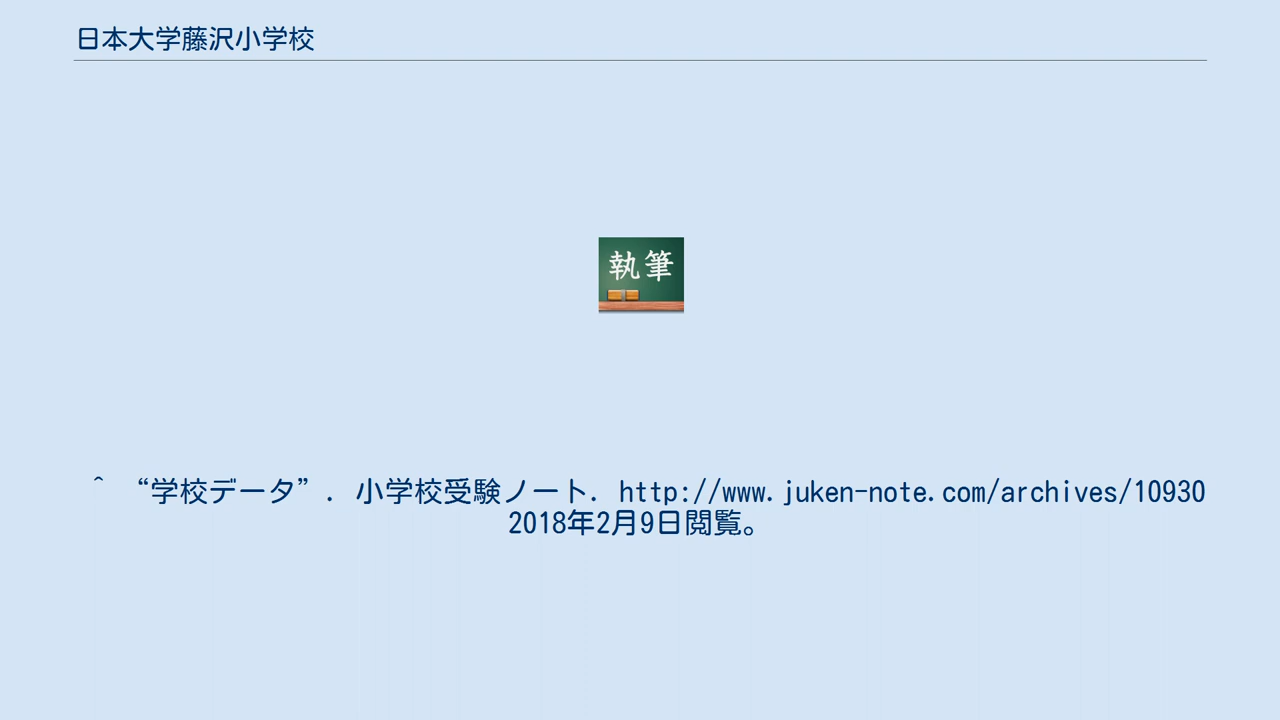 日本大学藤沢小学校
執筆
^ “学校データ”. 小学校受験ノート. http://www.juken-note.com/archives/10930
2018年2月9日閲覧。